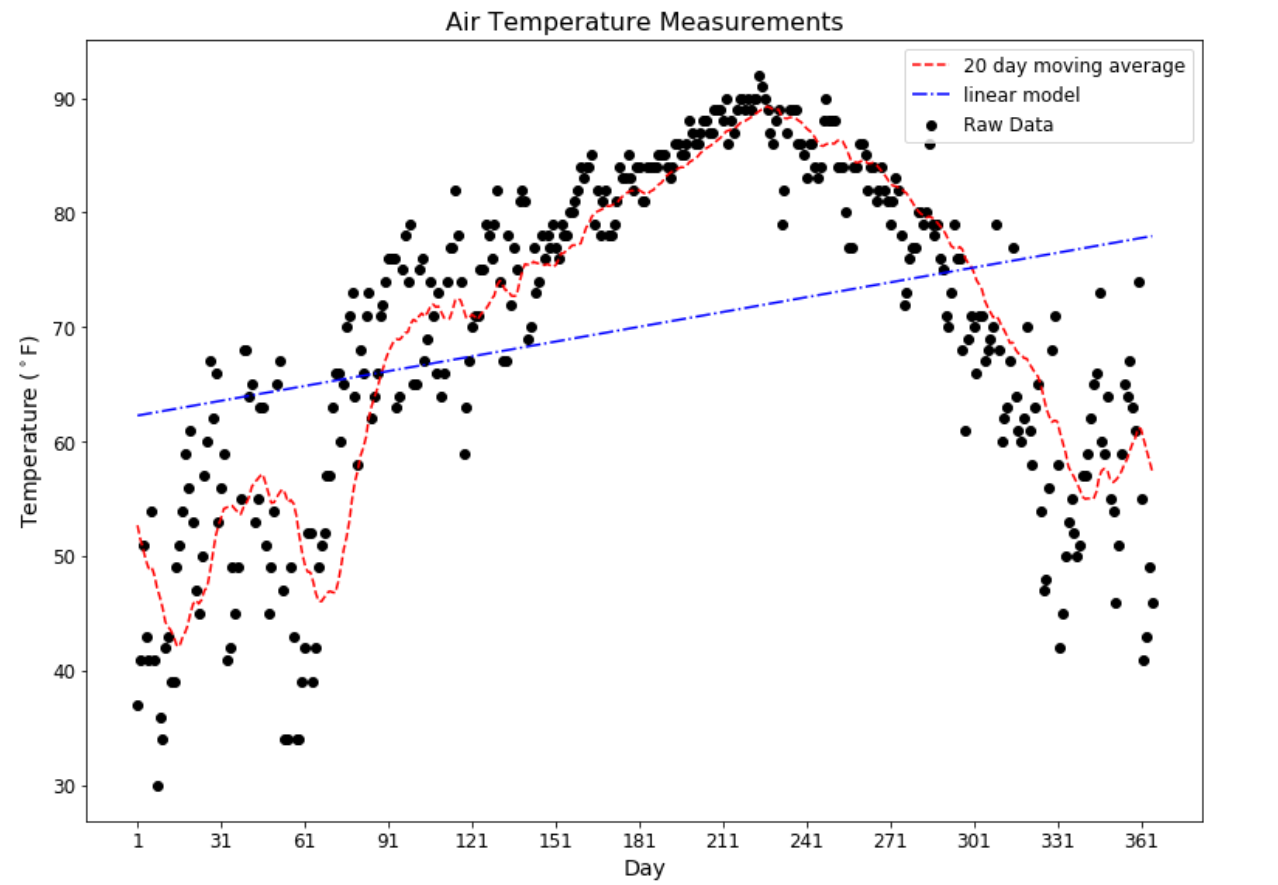 Air Temperature Measurements
20 day moving average
linear model
Raw Data
90
80
70
60
50
40
30
Temperature (°F)
1 31 61 91 121 151 181 211 241 271 301 331 361
Day